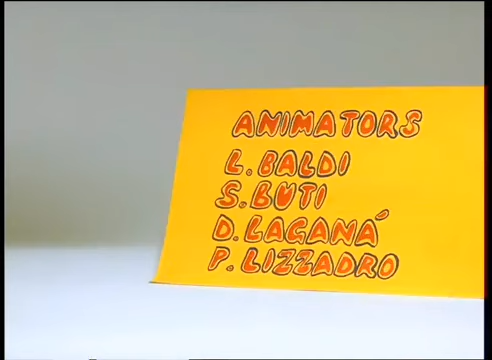 ANIMATORS
L. BALDI
S. BUTI
D. LAGANÁ
P. LIZZADRO